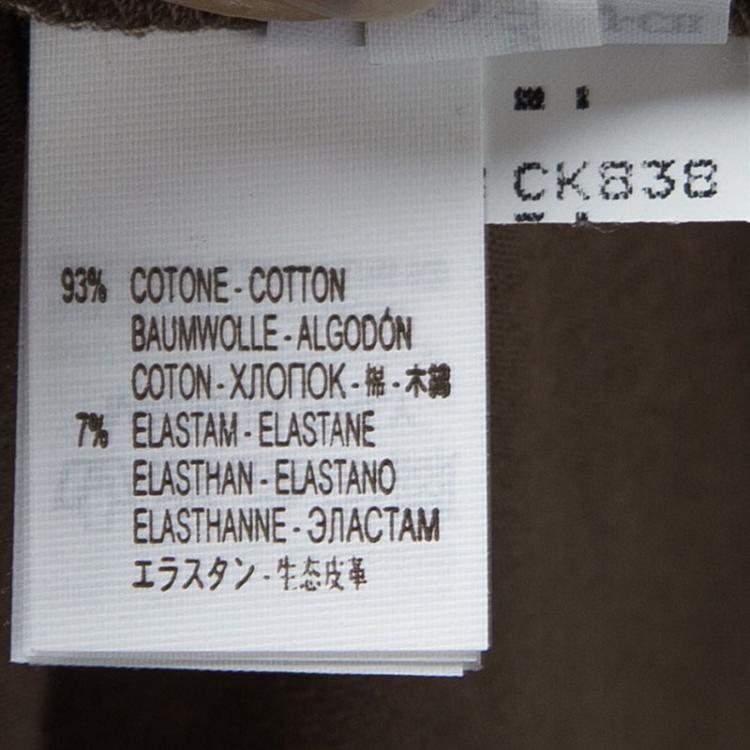 CK838
93% COTONE - COTTON
BAUMWOLLE - ALGODÓN
COTON - ХЛОПОК - 棉 - 木綿
7% ELASTAM - ELASTANE
ELASTHAN - ELASTANO
ELASTHANNE - ЭЛАСТАМ
エラスタン - 生态皮革